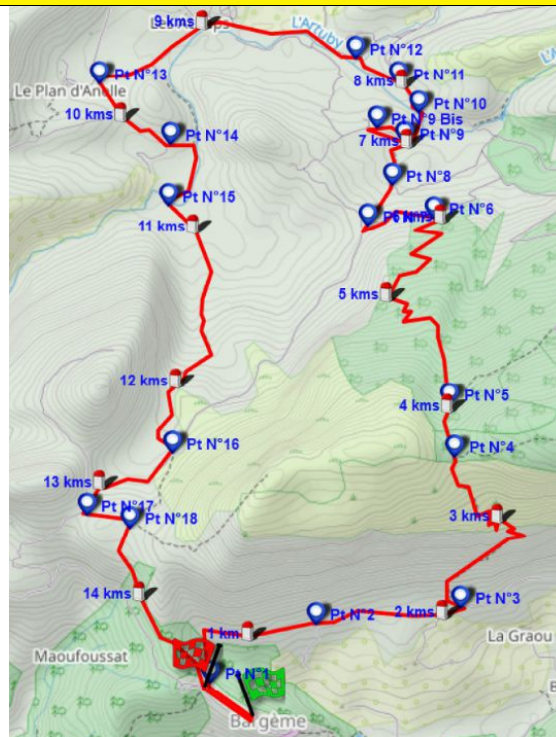 9 kms
L'Artuby
Pt N°12
Pt N°13
8 kms
Pt N°11
Le Plan d'Anelle
10 kms
Pt N°10
Pt N°9 Bis
Pt N°14
7 kms
Pt N°9
Pt N°8
Pt N°15
Pt N°6
11 kms
5 kms
12 kms
Pt N°5
4 kms
Pt N°16
Pt N°4
13 kms
Pt N°17
Pt N°18
3 kms
14 kms
Pt N°3
Pt N°2
2 kms
1 km
La Graou
Maoufoussat
Pt N°1
Bargème